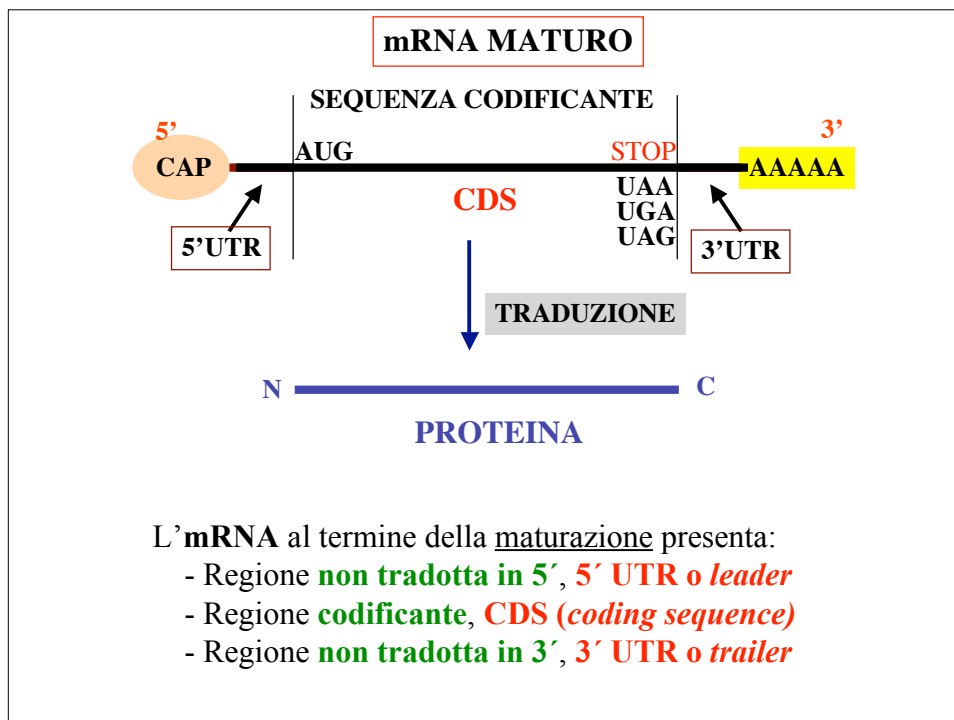 mRNA MATURO
SEQUENZA CODIFICANTE
5’
3’
CAP
AUG
STOP
AAAAA
CDS
UAA
UGA
UAG
5’UTR
3’UTR
TRADUZIONE
N
C
PROTEINA
L’mRNA al termine della maturazione presenta:
- Regione non tradotta in 5´, 5´ UTR o leader
- Regione codificante, CDS (coding sequence)
- Regione non tradotta in 3´, 3´ UTR o trailer